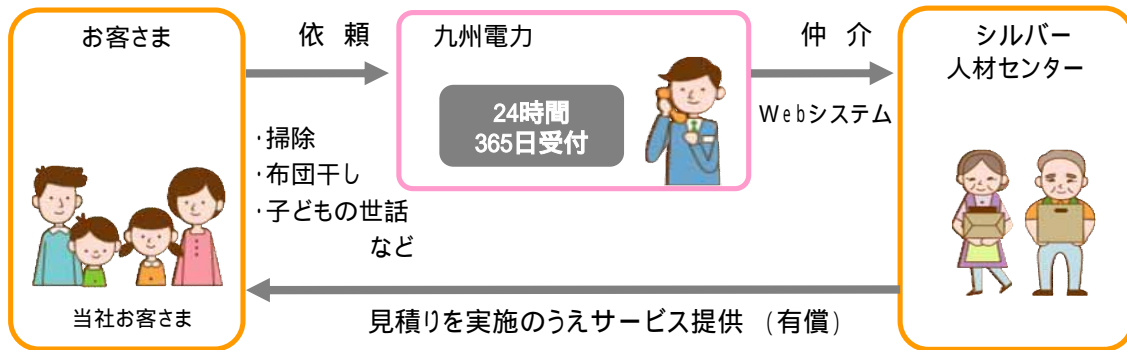 お客さま
依 頼
九州電力
仲 介
シルバー
人材センター
24時間
365日受付
Webシステム
・掃除
・布団干し
・子どもの世話
など
当社お客さま
見積りを実施のうえサービス提供 (有償)